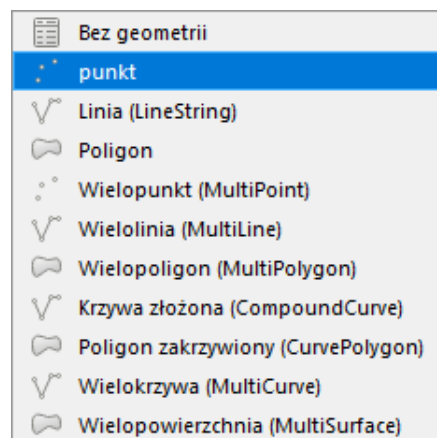 Bez geometrii
punkt
Linia (LineString)
Poligon
Wielopunkt (MultiPoint)
Wielolinia (MultiLine)
Wielopoligon (MultiPolygon)
Krzywa złożona (CompoundCurve)
Poligon zakrzywiony (CurvePolygon)
Wielokrzywa (MultiCurve)
Wielopowierzchnia (MultiSurface)